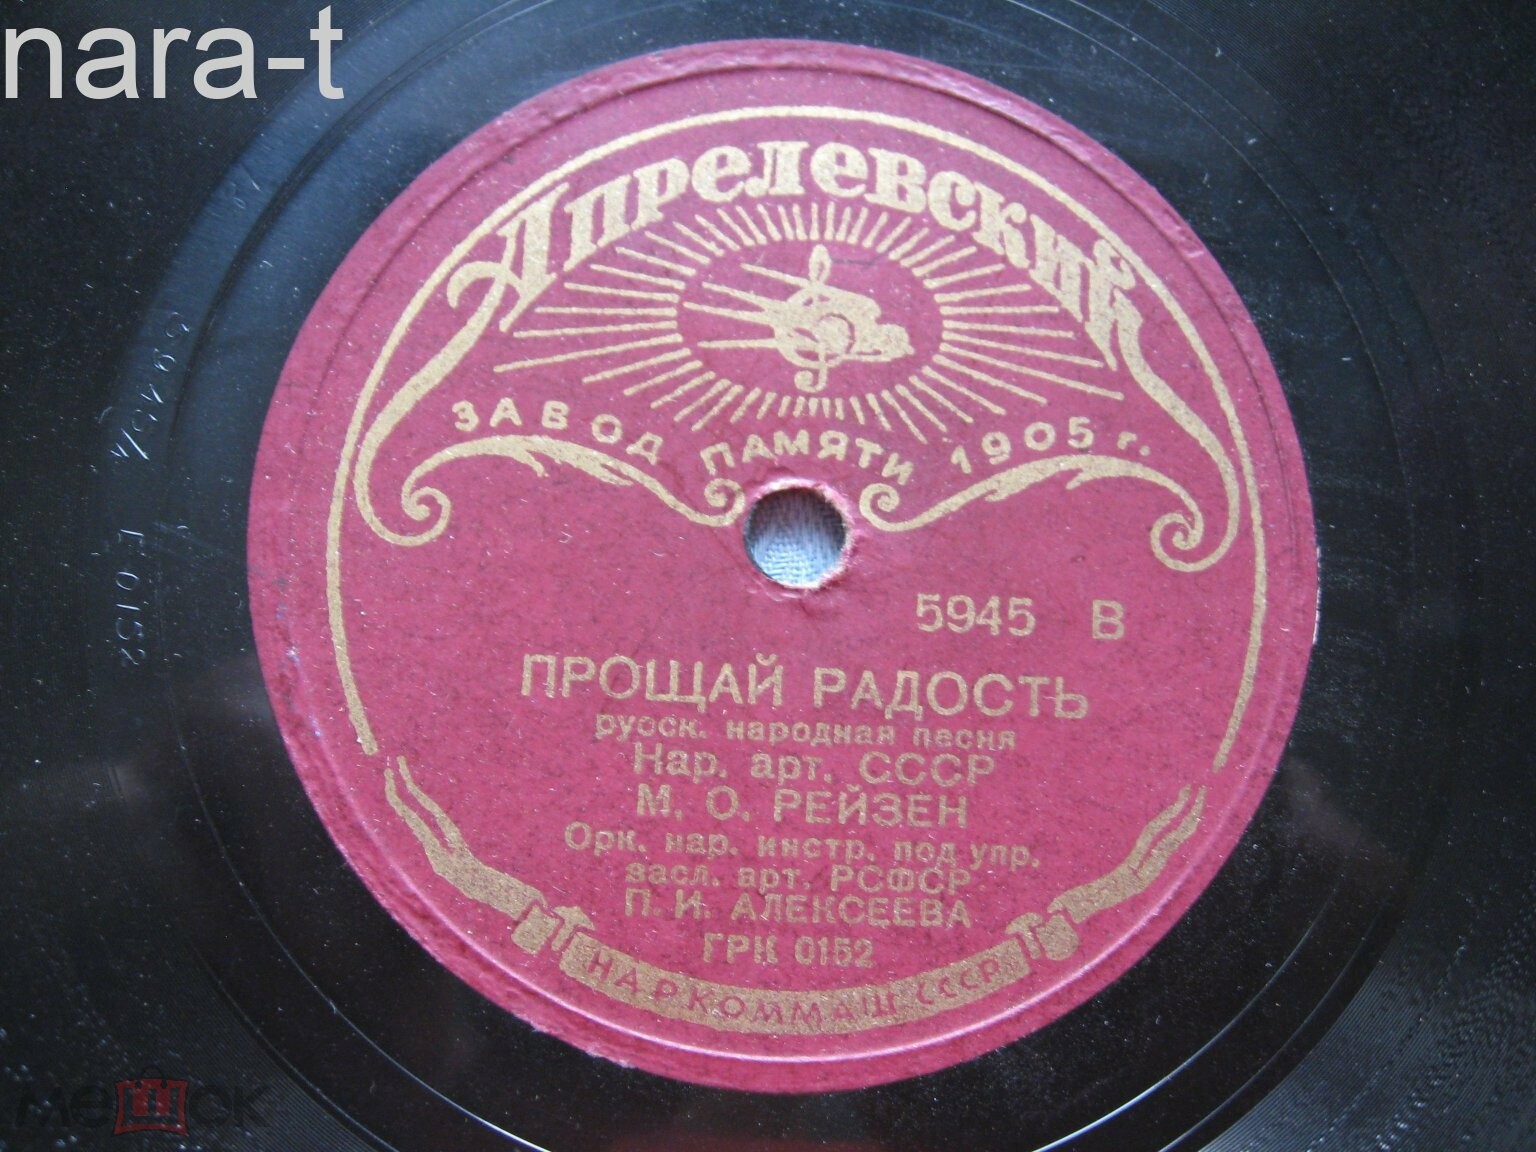 nara-t
Апрелевский
ЗАВОД ПАМЯТИ 1905 г.
5945 В
ПРОЩАЙ РАДОСТЬ
русск. народная песня
Нар. арт. СССР
М. О. РЕЙЗЕН
Орк. нар. инстр. под упр.
засл. арт. РСФСР
П. И. АЛЕКСЕЕВА
ГРК 0152
НАРКОММАШ СССР
мешок